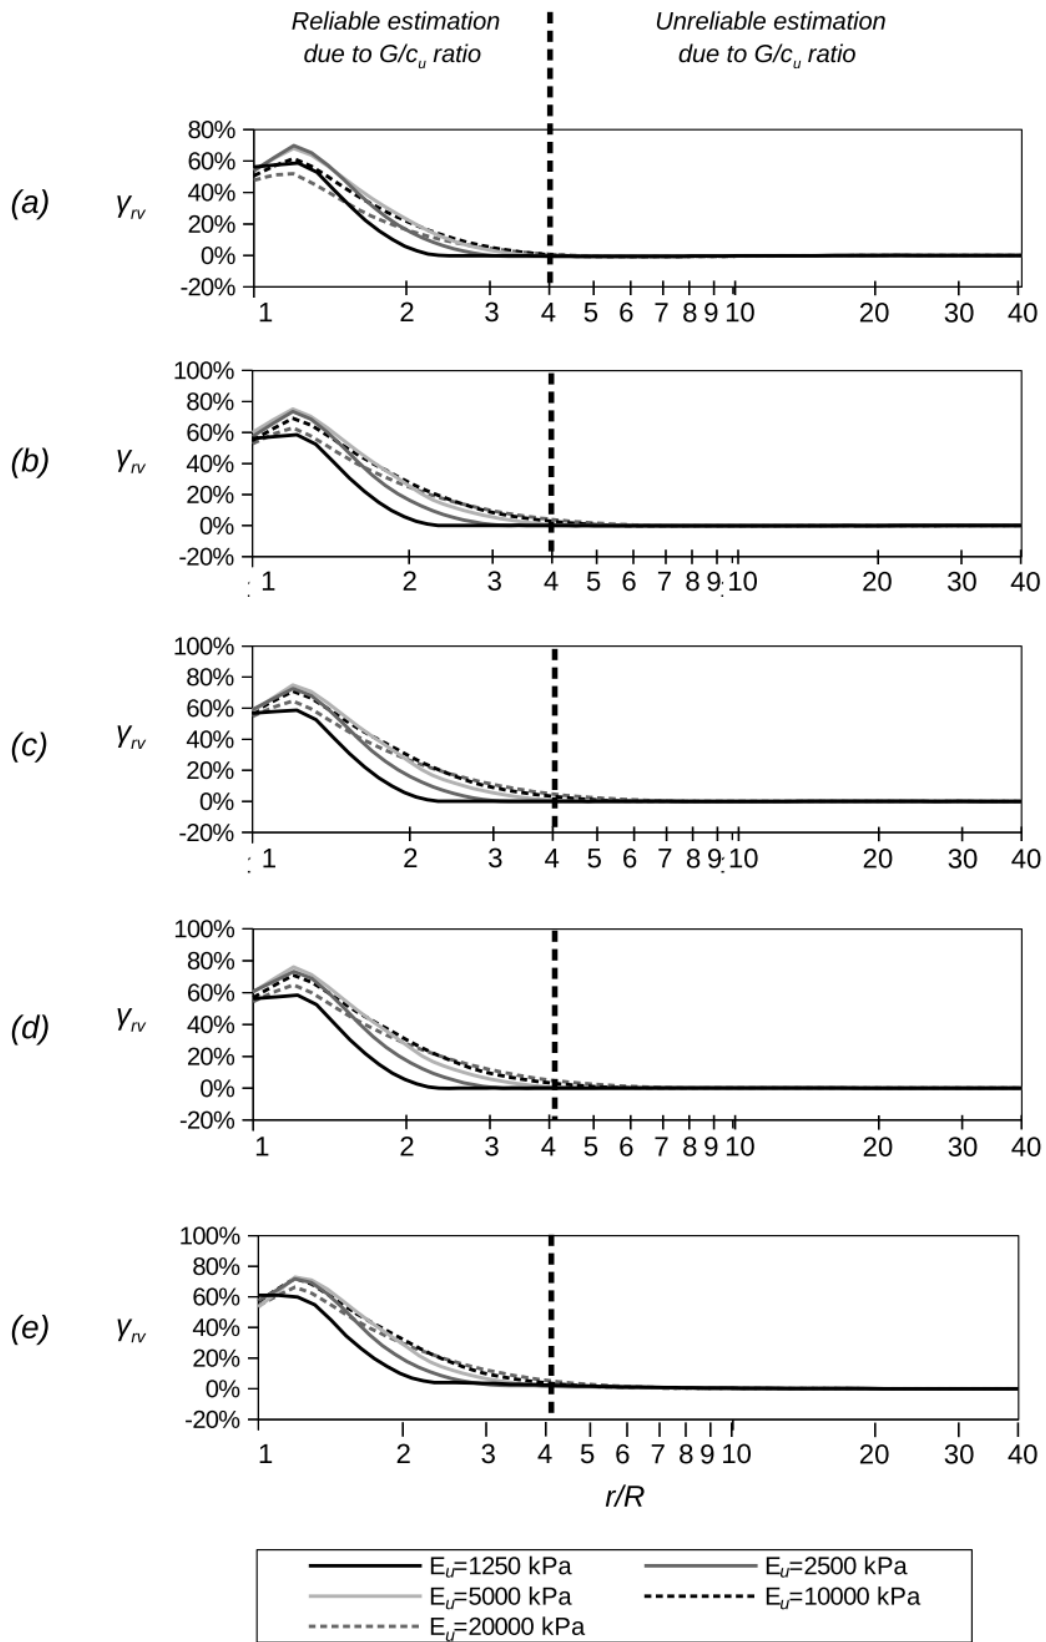 Reliable estimation
due to G/cu ratio
Unreliable estimation
due to G/cu ratio
(a)
γrv
80%
60%
40%
20%
0%
-20%
1 2 3 4 5 6 7 8 9 10 20 30 40
(b)
γrv
100%
80%
60%
40%
20%
0%
-20%
1 2 3 4 5 6 7 8 9 10 20 30 40
(c)
γrv
100%
80%
60%
40%
20%
0%
-20%
1 2 3 4 5 6 7 8 9 10 20 30 40
(d)
γrv
100%
80%
60%
40%
20%
0%
-20%
1 2 3 4 5 6 7 8 9 10 20 30 40
(e)
γrv
100%
80%
60%
40%
20%
0%
-20%
1 2 3 4 5 6 7 8 9 10 20 30 40
r/R
Eu=1250 kPa Eu=2500 kPa
Eu=5000 kPa Eu=10000 kPa
Eu=20000 kPa